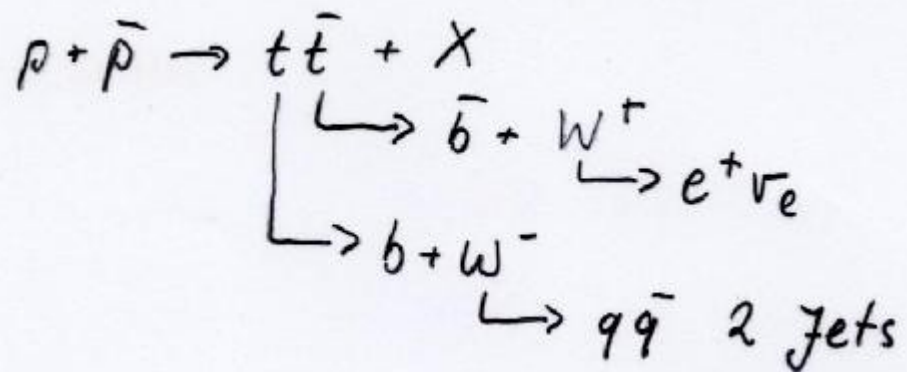 p + p̄ → t t̄ + X
→ b̄ + W⁺
→ e⁺ νₑ
→ b + W⁻
→ q q̄ 2 Jets